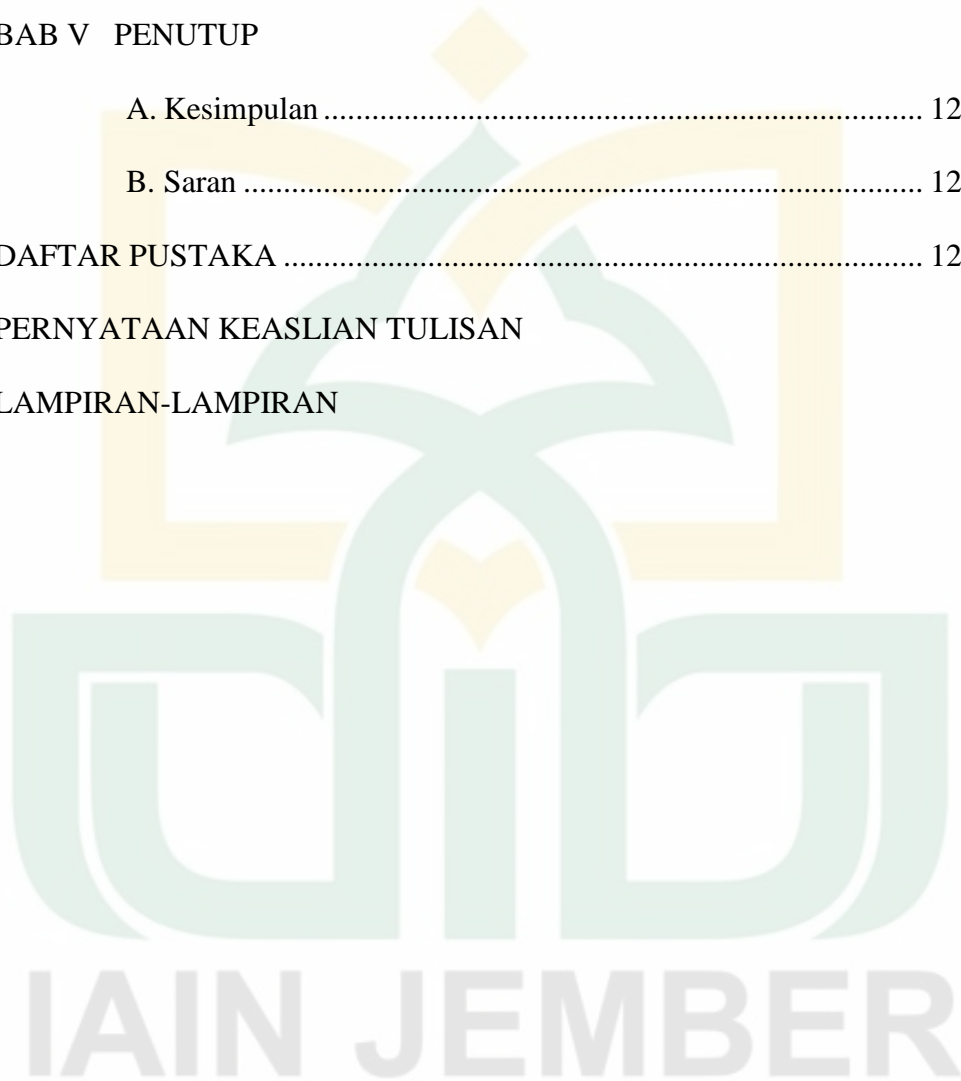 BAB V PENUTUP
A. Kesimpulan ........................................................................... 12
B. Saran ..................................................................................... 12
DAFTAR PUSTAKA ................................................................................ 12
PERNYATAAN KEASLIAN TULISAN
LAMPIRAN-LAMPIRAN
IAIN JEMBER